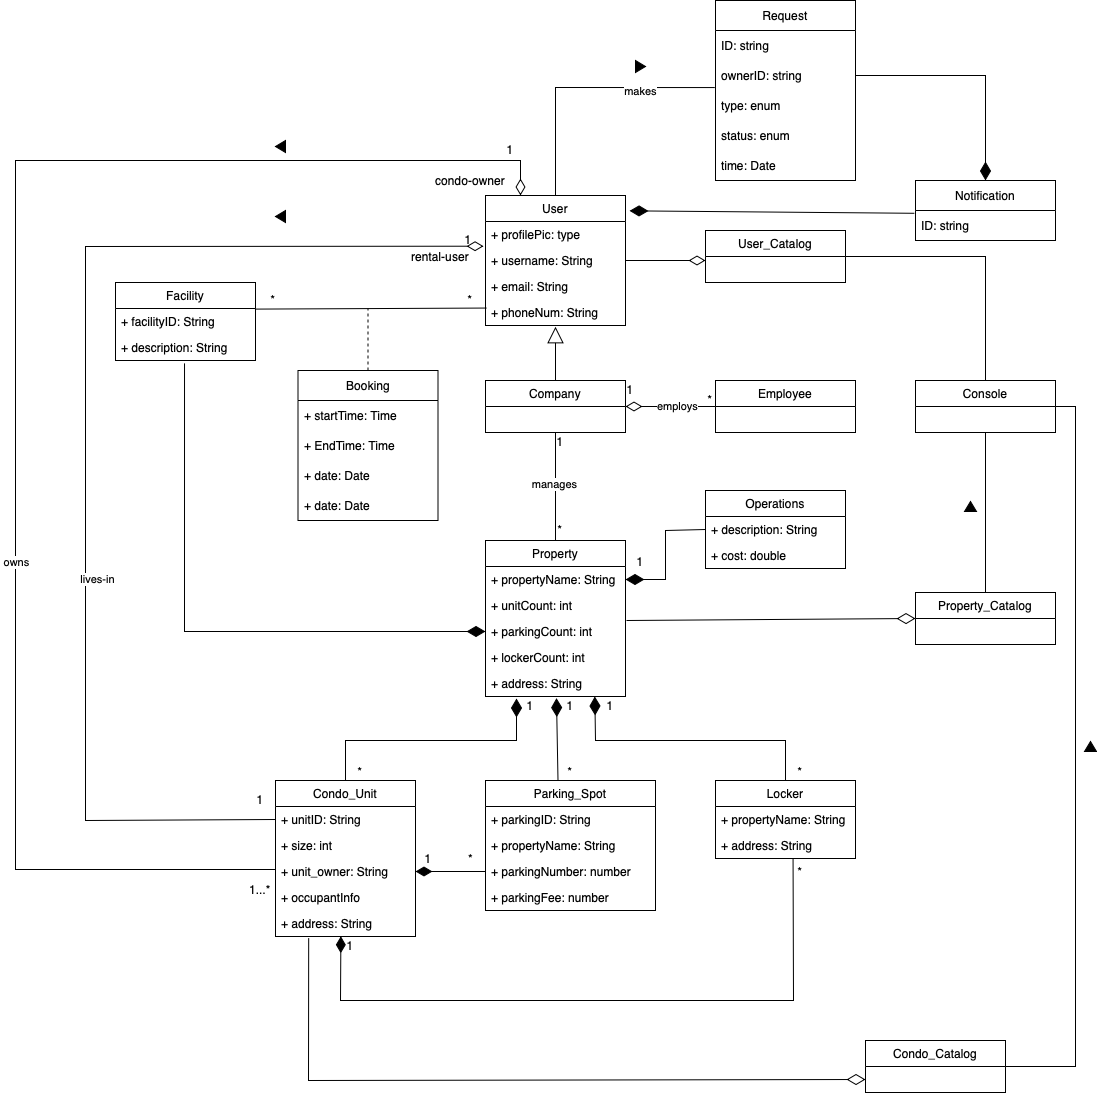 Request
ID: string
ownerID: string
type: enum
status: enum
time: Date
makes
1
condo-owner
Notification
ID: string
User
+ profilePic: type
+ username: String
+ email: String
+ phoneNum: String
1
rental-user
User_Catalog
Facility
+ facilityID: String
+ description: String
*
*
Booking
+ startTime: Time
+ EndTime: Time
+ date: Date
+ date: Date
Company
1
employs
*
Employee
Console
1
manages
*
Operations
+ description: String
+ cost: double
owns
lives-in
Property
+ propertyName: String
+ unitCount: int
+ parkingCount: int
+ lockerCount: int
+ address: String
1
Property_Catalog
1
1
1
*
*
*
1
Condo_Unit
+ unitID: String
+ size: int
+ unit_owner: String
+ occupantInfo
+ address: String
1...*
1
*
Parking_Spot
+ parkingID: String
+ propertyName: String
+ parkingNumber: number
+ parkingFee: number
Locker
+ propertyName: String
+ address: String
*
1
Condo_Catalog